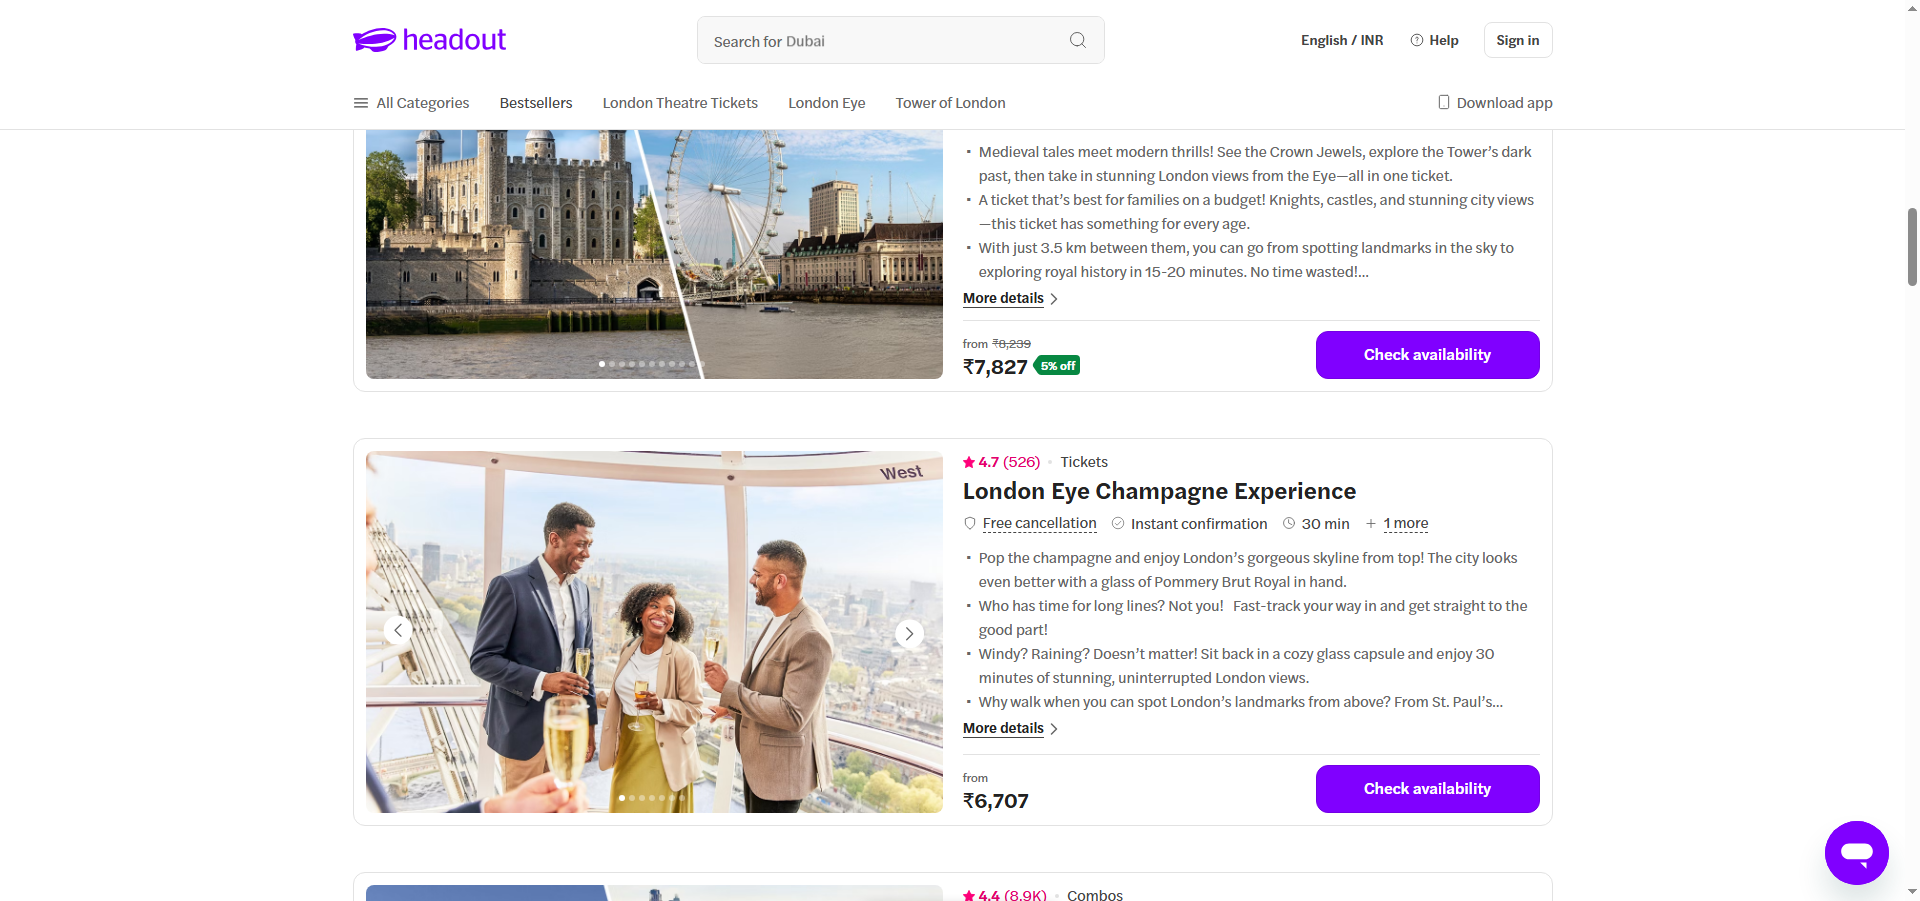 headout
Search for Dubai
English / INR
Help
Sign in
All Categories
Bestsellers
London Theatre Tickets
London Eye
Tower of London
Download app
Medieval tales meet modern thrills! See the Crown Jewels, explore the Tower's dark
past, then take in stunning London views from the Eye—all in one ticket.
A ticket that's best for families on a budget! Knights, castles, and stunning city views
—this ticket has something for every age.
With just 3.5 km between them, you can go from spotting landmarks in the sky to
exploring royal history in 15-20 minutes. No time wasted!...
More details
from ₹8,239
₹7,827 5% off
Check availability
West
4.7 (526) • Tickets
London Eye Champagne Experience
Free cancellation
Instant confirmation
30 min
+ 1 more
Pop the champagne and enjoy London's gorgeous skyline from top! The city looks
even better with a glass of Pommery Brut Royal in hand.
Who has time for long lines? Not you! Fast-track your way in and get straight to the
good part!
Windy? Raining? Doesn't matter! Sit back in a cozy glass capsule and enjoy 30
minutes of stunning, uninterrupted London views.
Why walk when you can spot London's landmarks from above? From St. Paul's...
More details
from
₹6,707
Check availability
4.4 (8.9K) • Combos